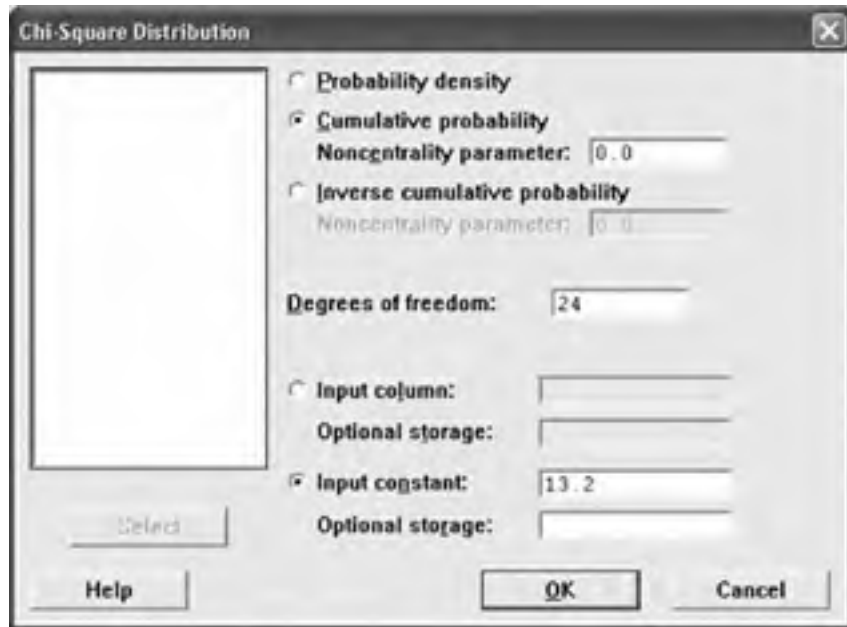 Chi-Square Distribution
Probability density
Cumulative probability
Noncentrality parameter: 0.0
Inverse cumulative probability
Noncentrality parameter: 0.0
Degrees of freedom: 24
Input column:
Optional storage:
Input constant: 13.2
Optional storage:
Select
Help
OK
Cancel